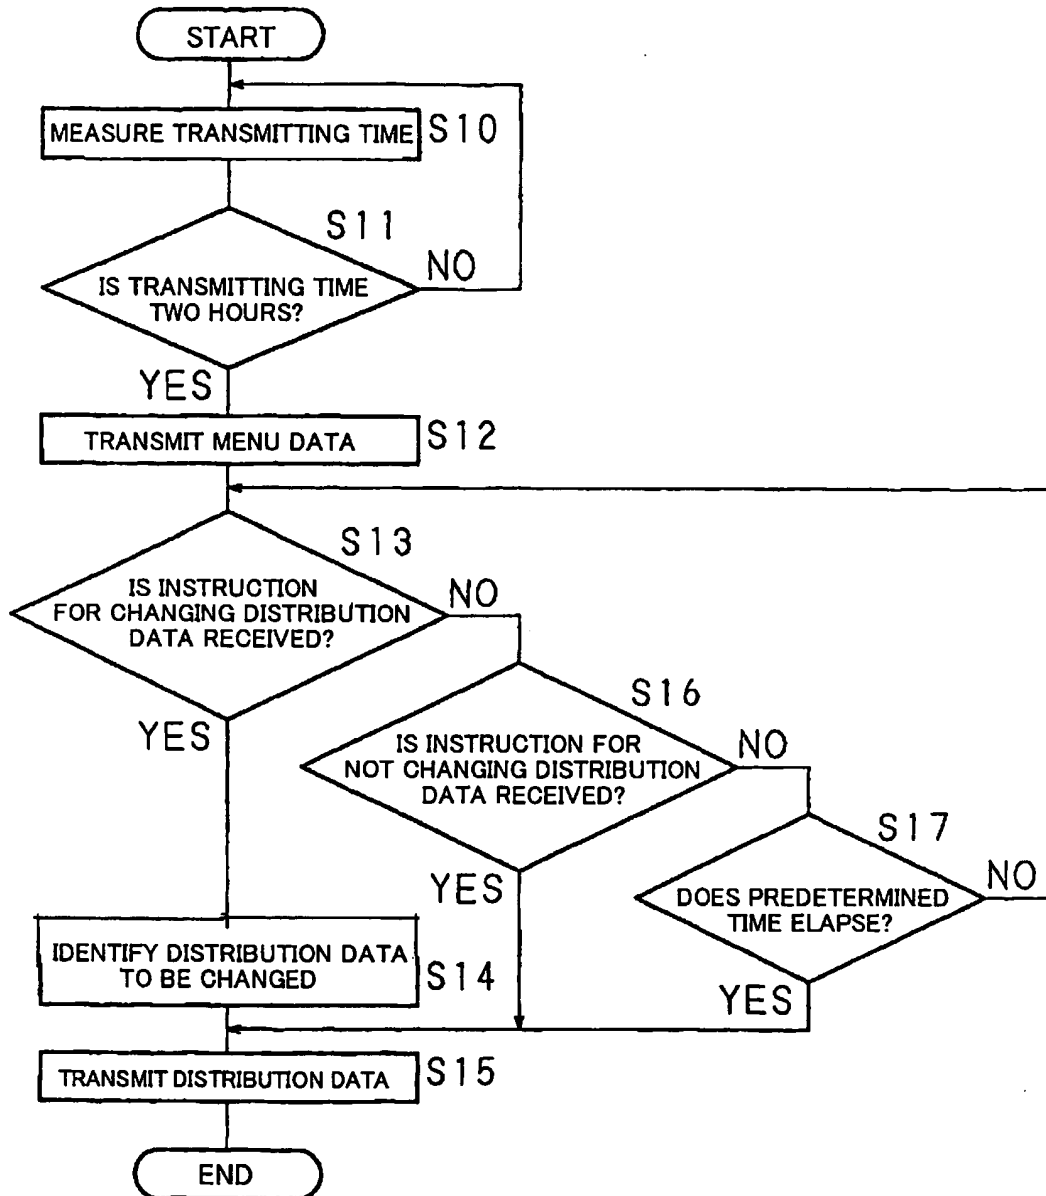 START
MEASURE TRANSMITTING TIME
S10
S11
IS TRANSMITTING TIME
TWO HOURS?
NO
YES
TRANSMIT MENU DATA
S12
S13
IS INSTRUCTION
FOR CHANGING DISTRIBUTION
DATA RECEIVED?
NO
YES
S16
IS INSTRUCTION FOR
NOT CHANGING DISTRIBUTION
DATA RECEIVED?
NO
YES
S17
DOES PREDETERMINED
TIME ELAPSE?
NO
YES
IDENTIFY DISTRIBUTION DATA
TO BE CHANGED
S14
TRANSMIT DISTRIBUTION DATA
S15
END